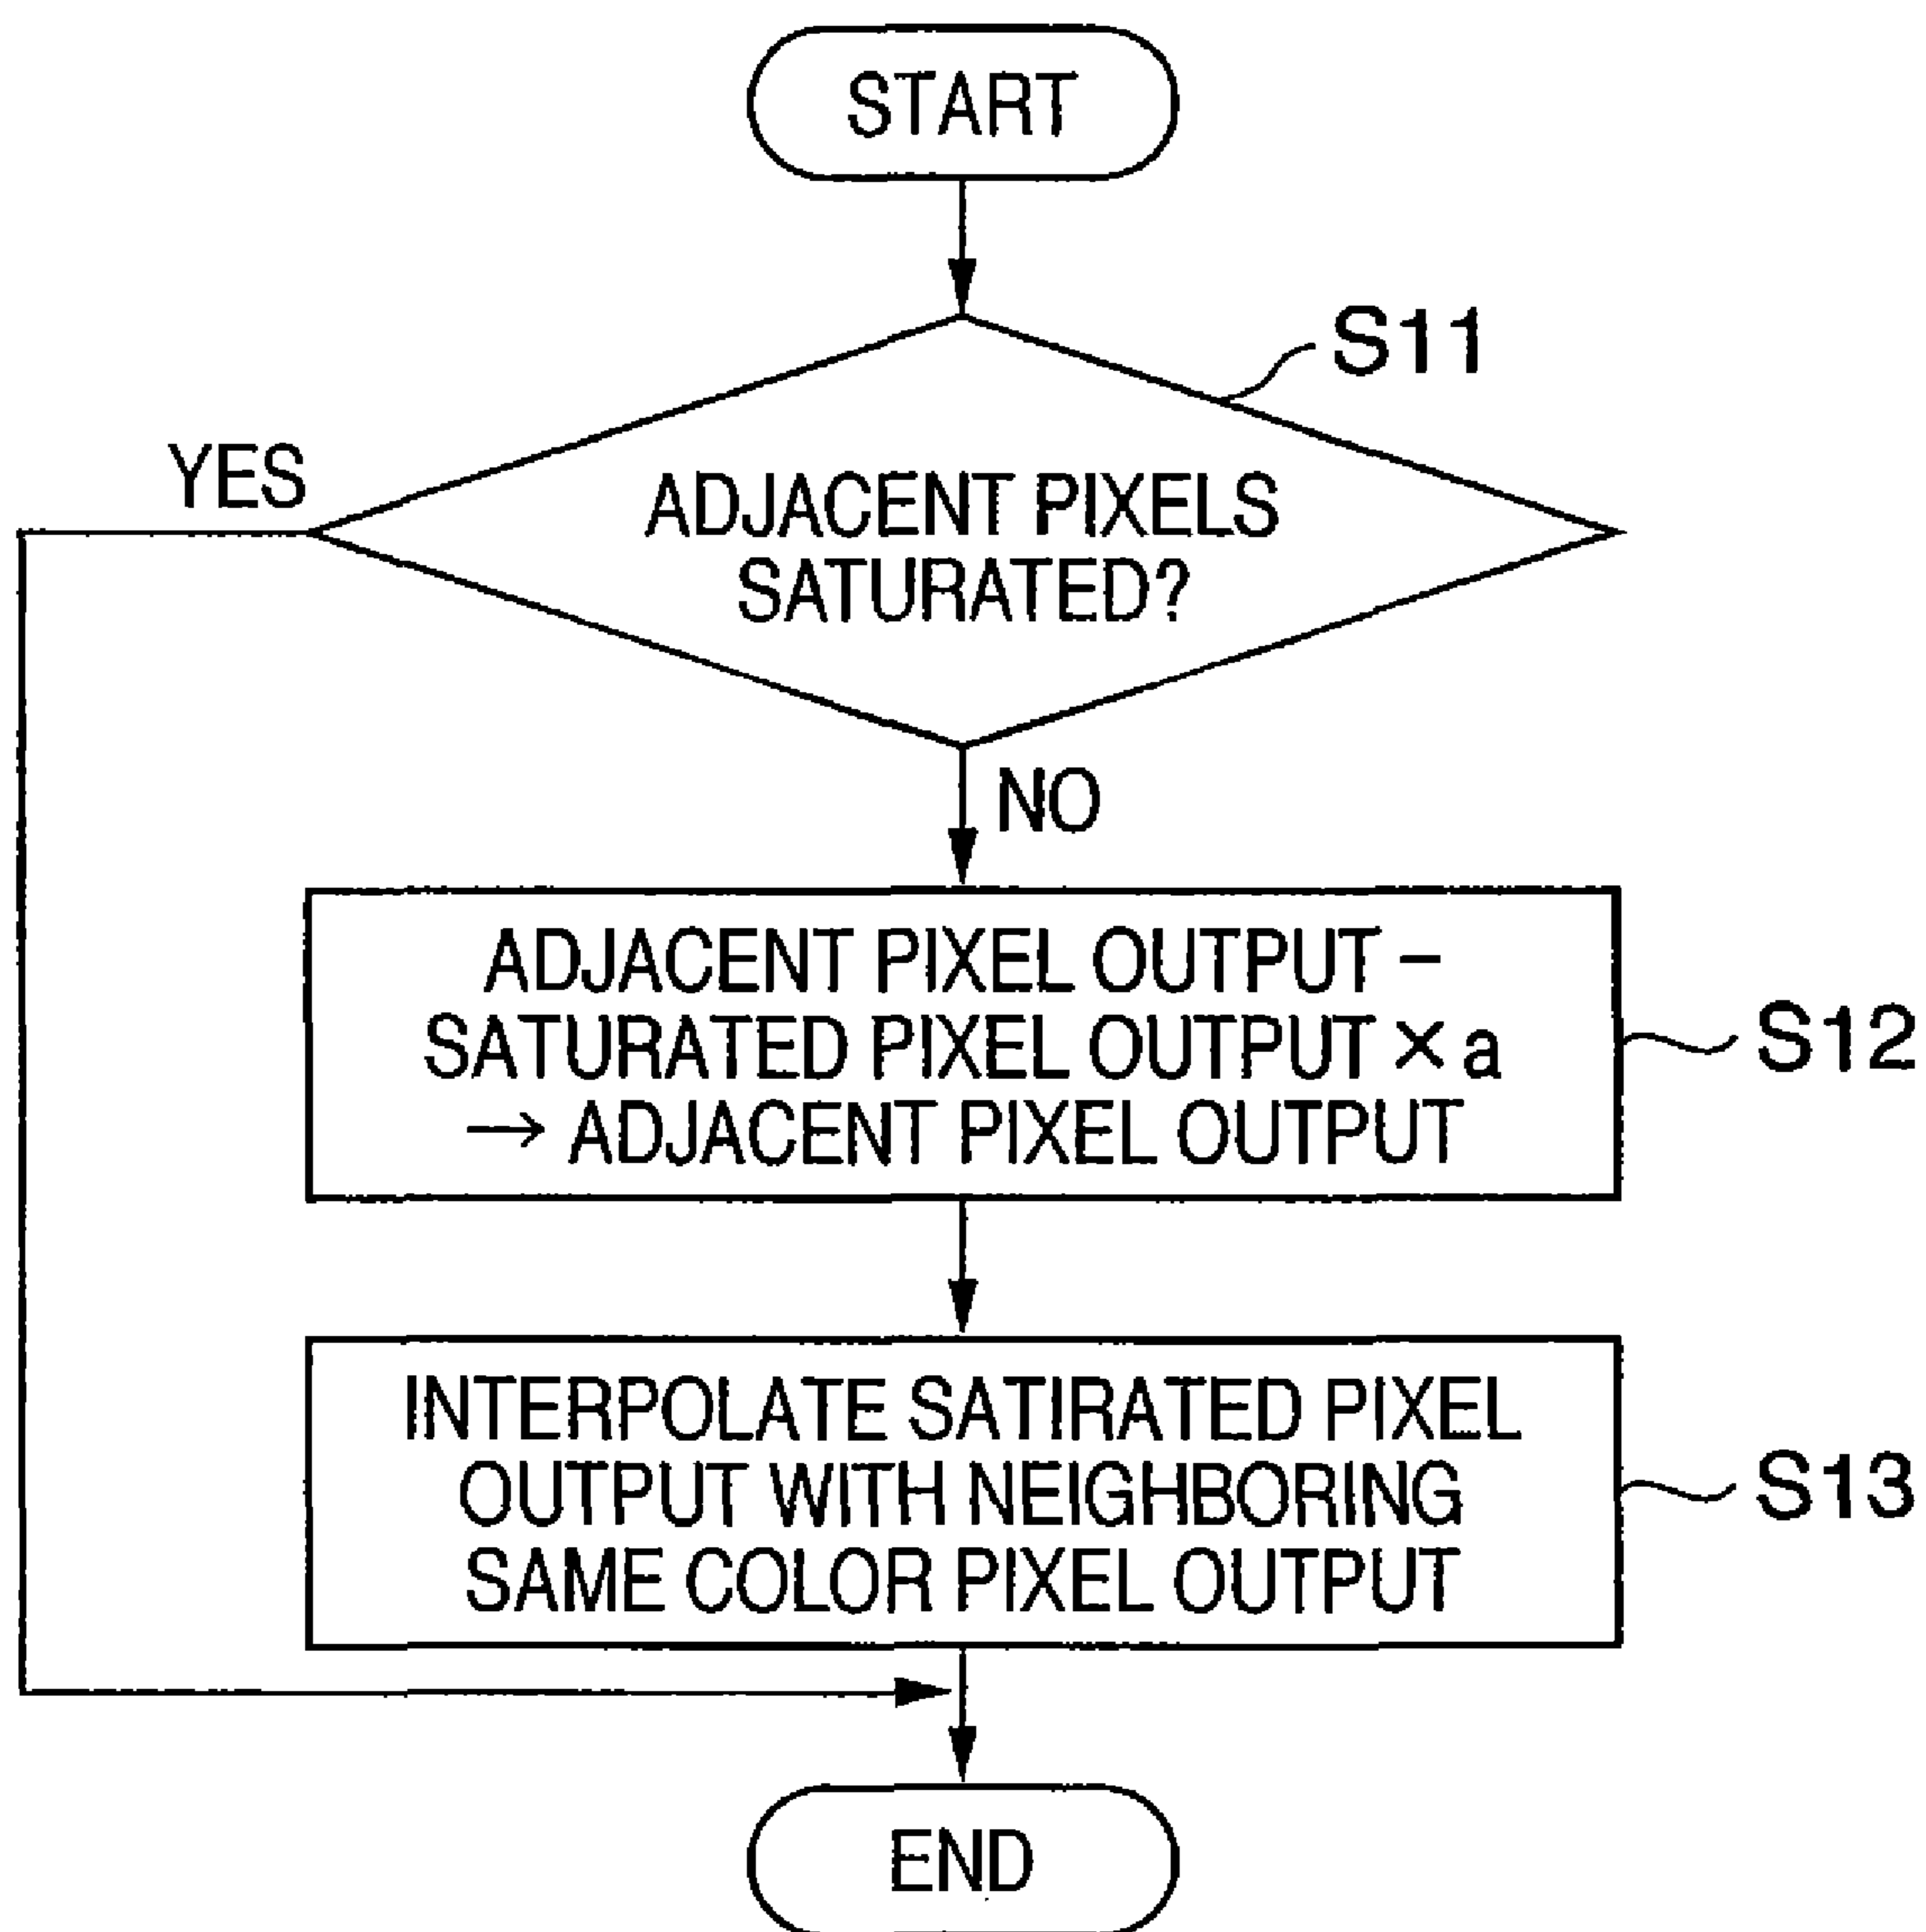 START
S11
YES
ADJACENT PIXELS
SATURATED?
NO
ADJACENT PIXEL OUTPUT −
SATURATED PIXEL OUTPUT × a
→ ADJACENT PIXEL OUTPUT
S12
INTERPOLATE SATIRATED PIXEL
OUTPUT WITH NEIGHBORING
SAME COLOR PIXEL OUTPUT
S13
END